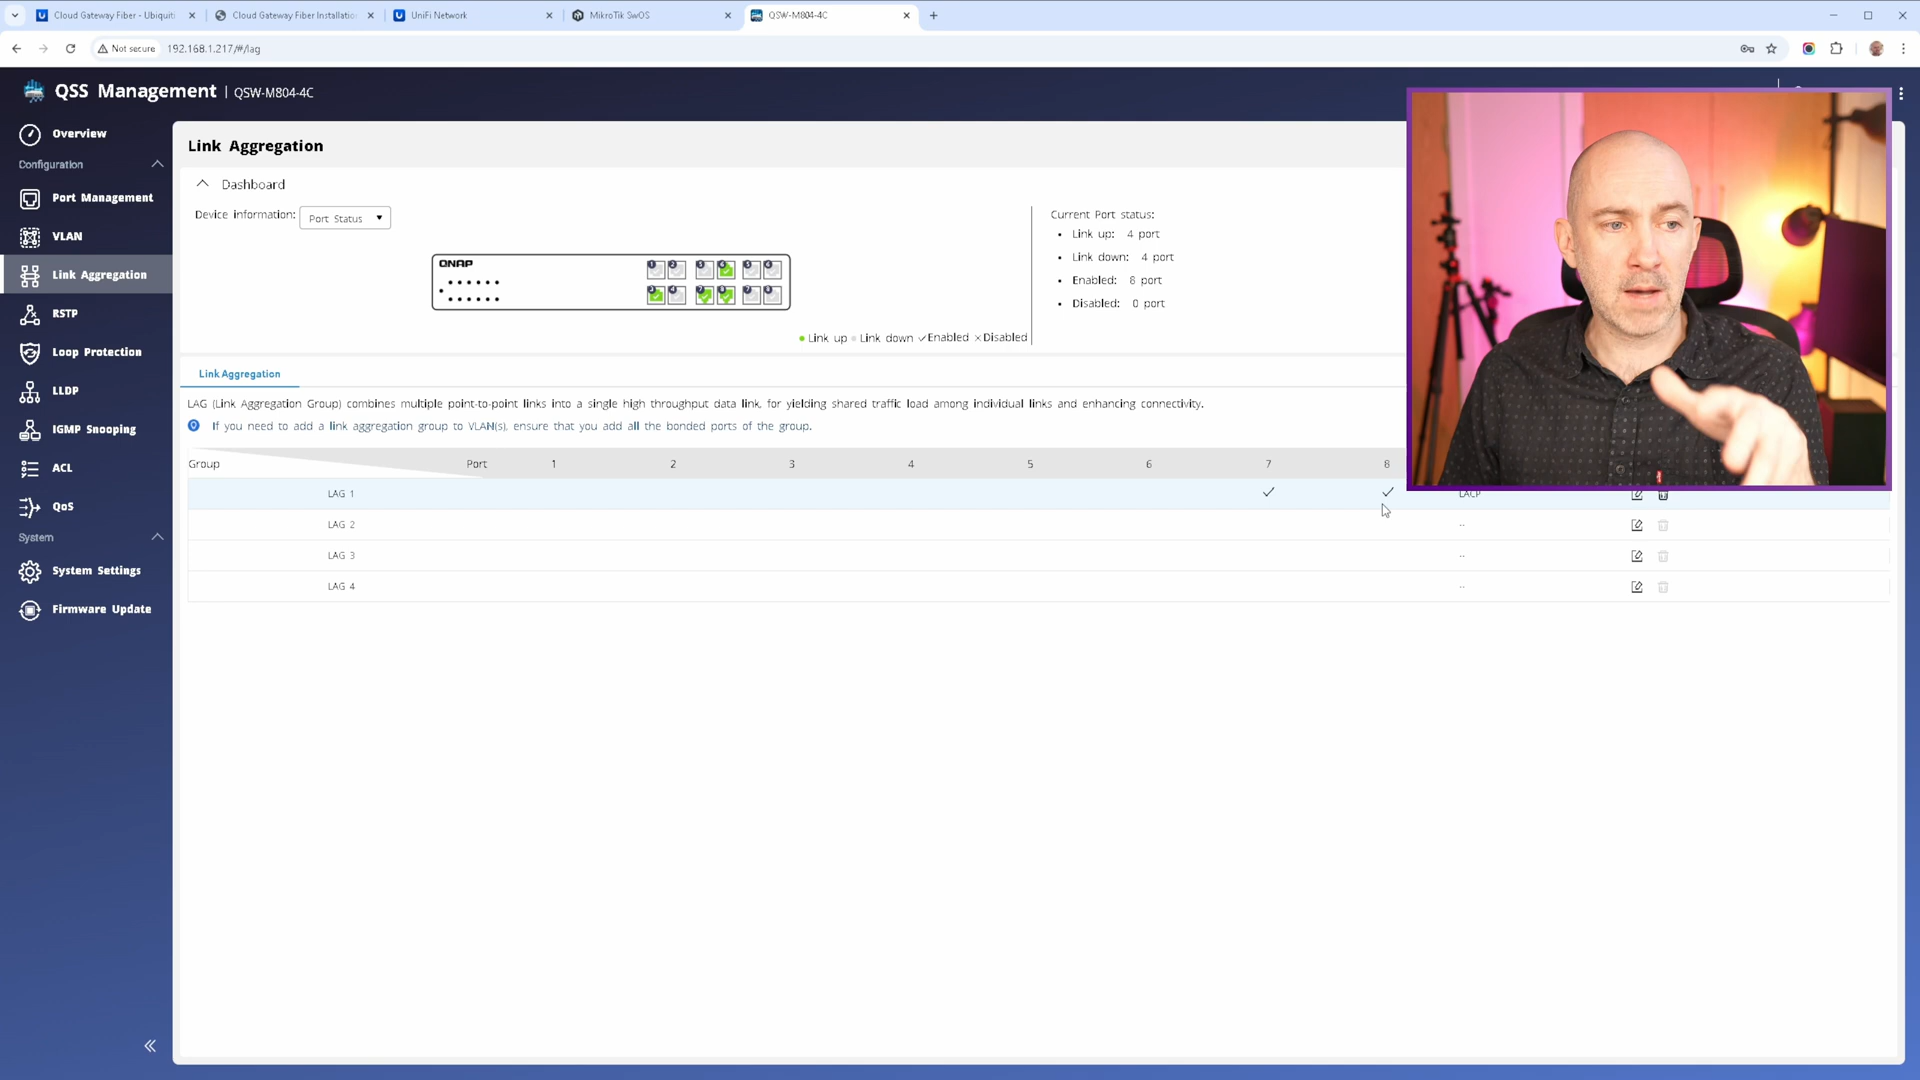 Cloud Gateway Fiber - Ubiquiti
Cloud Gateway Fiber Installation
UniFi Network
MikroTik SwOS
QSW-M804-4C
Not secure
192.168.1.217/#/lag
QSS Management | QSW-M804-4C
Overview
Configuration
Port Management
VLAN
Link Aggregation
RSTP
Loop Protection
LLDP
IGMP Snooping
ACL
QoS
System
System Settings
Firmware Update
Link Aggregation
Dashboard
Device information: Port Status
QNAP
Link up Link down Enabled Disabled
Current Port status:
Link up: 4 port
Link down: 4 port
Enabled: 8 port
Disabled: 0 port
Link Aggregation
LAG (Link Aggregation Group) combines multiple point-to-point links into a single high throughput data link, for yielding shared traffic load among individual links and enhancing connectivity.
If you need to add a link aggregation group to VLAN(s), ensure that you add all the bonded ports of the group.
Group Port 1 2 3 4 5 6 7 8
LAG 1 LACP
LAG 2 --
LAG 3 --
LAG 4 --